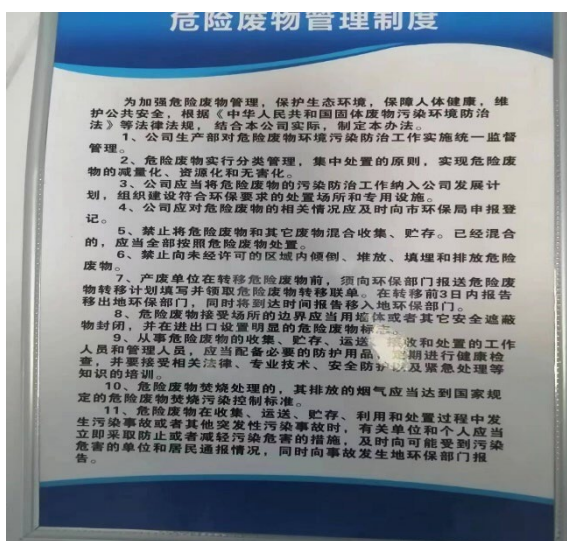 危险废物管理制度
为加强危险废物管理，保护生态环境，保障人体健康，维
护公共安全，根据《中华人民共和国固体废物污染环境防治
法》等法律法规，结合本公司实际，制定本办法。
1、公司生产部对危险废物环境污染防治工作实施统一监督
管理。
2、危险废物实行分类管理，集中处置的原则，实现危险废
物的减量化、资源化和无害化。
3、公司应当将危险废物的污染防治工作纳入公司发展计
划，组织建设符合环保要求的处置场所和专用设施。
4、公司应对危险废物的相关情况应及时向市环保局申报登
记。
5、禁止将危险废物和其它废物混合收集、贮存。已经混合
的，应当全部按照危险废物处置。
6、禁止向未经许可的区域内倾倒、堆放、填埋和排放危险
废物。
7、产废单位在转移危险废物前，须向环保部门报送危险废
物转移计划填写并领取危险废物转移联单。在转移前3日内报告
移出地环保部门，同时将到达时间报告移入地环保部门。
8、危险废物接受场所的边界应当用墙体或者其它安全遮蔽
物封闭，并在进出口设置明显的危险废物标志。
9、从事危险废物的收集、贮存、运送、接收和处置的工作
人员和管理人员，应当配备必要的防护用品，定期进行健康检
查，并要接受相关法律、专业技术、安全防护以及紧急处理等
知识的培训。
10、危险废物焚烧处理的，其排放的烟气应当达到国家规
定的危险废物焚烧污染控制标准。
11、危险废物在收集、运送、贮存、利用和处置过程中发
生污染事故或者其他突发性污染事故时，有关单位和个人应当
立即采取防止或者减轻污染危害的措施，及时向可能受到污染
危害的单位和居民通报情况，同时向事故发生地环保部门报
告。